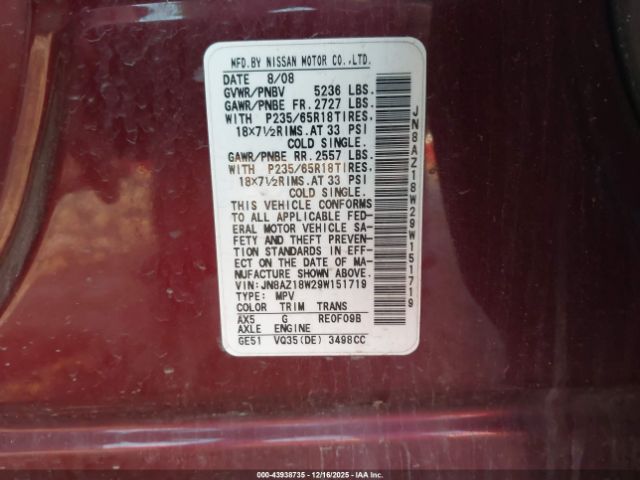 MFD.BY NISSAN MOTOR CO.,LTD.
DATE 8/08
GVWR/PNBV 5236 LBS.
GAWR/PNBE FR. 2727 LBS.
WITH P235/65R18TIRES,
18X7½RIMS.AT 33 PSI
COLD SINGLE.
GAWR/PNBE RR. 2557 LBS.
WITH P235/65R18TIRES,
18X7½RIMS.AT 33 PSI
COLD SINGLE.
THIS VEHICLE CONFORMS
TO ALL APPLICABLE FED-
ERAL MOTOR VEHICLE SA-
FETY AND THEFT PREVEN-
TION STANDARDS IN EFF-
ECT ON THE DATE OF MA-
NUFACTURE SHOWN ABOVE.
VIN:JN8AZ18W29W151719
TYPE: MPV
COLOR TRIM TRANS
AX5 G RE0F09B
AXLE ENGINE
GE51 VQ35(DE) 3498CC
JN8AZ18W29W151719
000-43938735 - 12/16/2025 - IAA Inc.